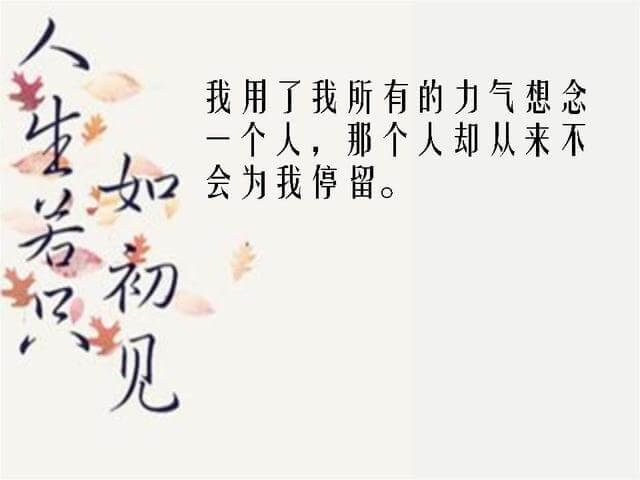 人生若只
如初见
我用了我所有的力气想念
一个人，那个人却从来不
会为我停留。